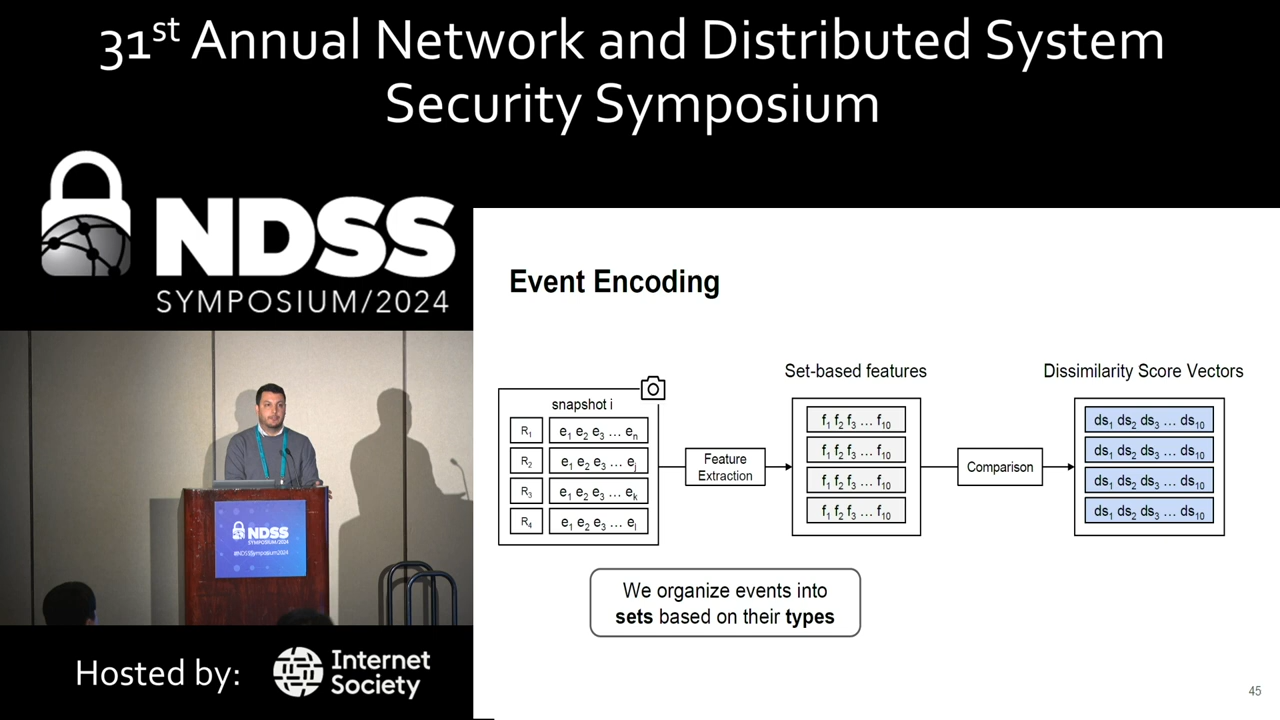 31st Annual Network and Distributed System
Security Symposium
NDSS
SYMPOSIUM/2024
Event Encoding
snapshot i
R1 e1 e2 e3 … en
R2 e1 e2 e3 … ej
R3 e1 e2 e3 … ek
R4 e1 e2 e3 … el
Feature
Extraction
Set-based features
f1 f2 f3 … f10
f1 f2 f3 … f10
f1 f2 f3 … f10
f1 f2 f3 … f10
Comparison
Dissimilarity Score Vectors
ds1 ds2 ds3 … ds10
ds1 ds2 ds3 … ds10
ds1 ds2 ds3 … ds10
ds1 ds2 ds3 … ds10
We organize events into
sets based on their types
45
NDSS
SYMPOSIUM/2024
#NDSSSymposium2024
Hosted by:
Internet
Society